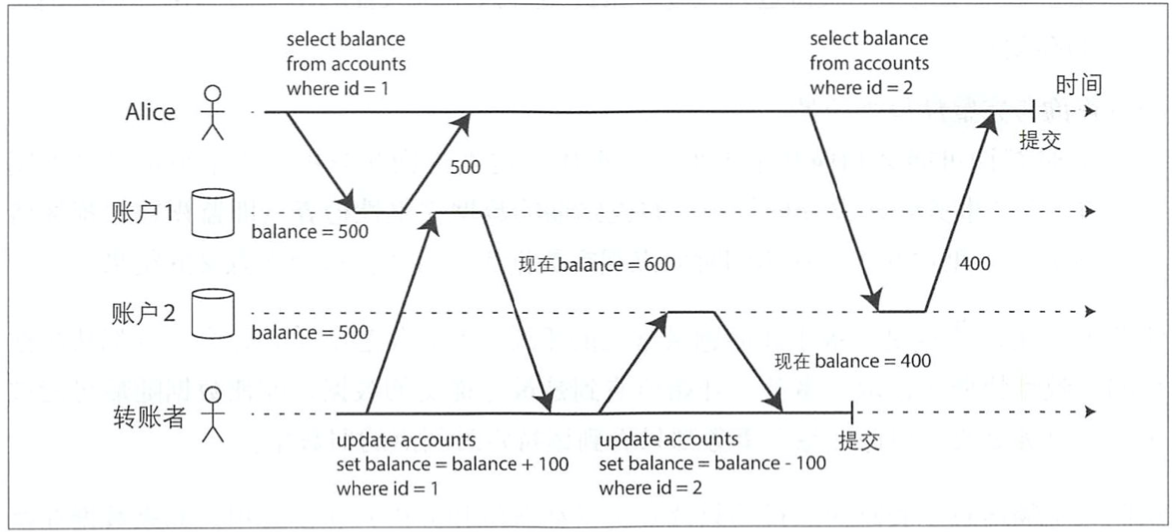 select balance
from accounts
where id = 1
select balance
from accounts
where id = 2
时间
Alice
提交
500
账户1
balance = 500
现在 balance = 600
400
账户2
balance = 500
现在 balance = 400
转账者
提交
update accounts
set balance = balance + 100
where id = 1
update accounts
set balance = balance - 100
where id = 2